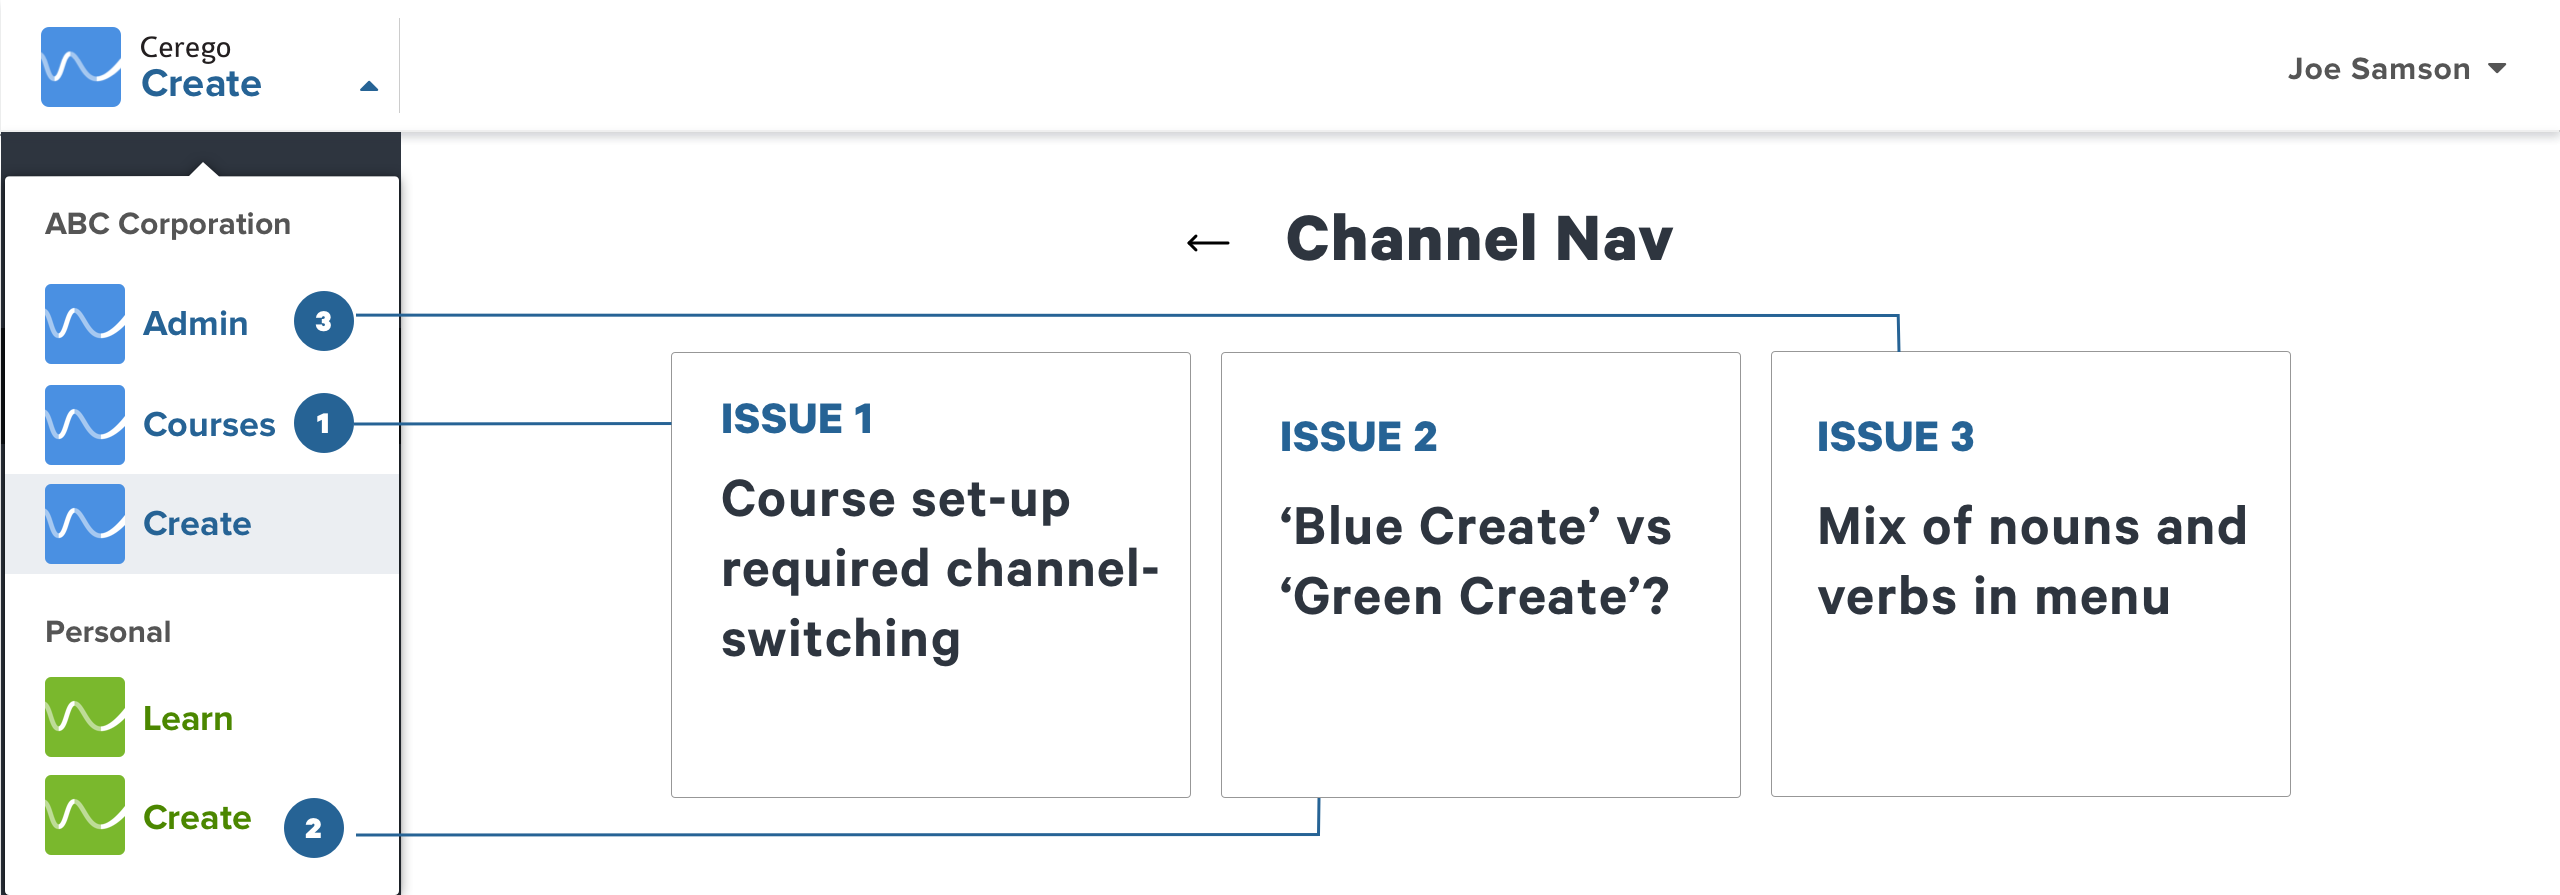 Cerego
Create
Joe Samson
ABC Corporation
Admin
3
Courses
1
Create
Personal
Learn
Create
2
Channel Nav
ISSUE 1
Course set-up
required channel-
switching
ISSUE 2
‘Blue Create’ vs
‘Green Create’?
ISSUE 3
Mix of nouns and
verbs in menu